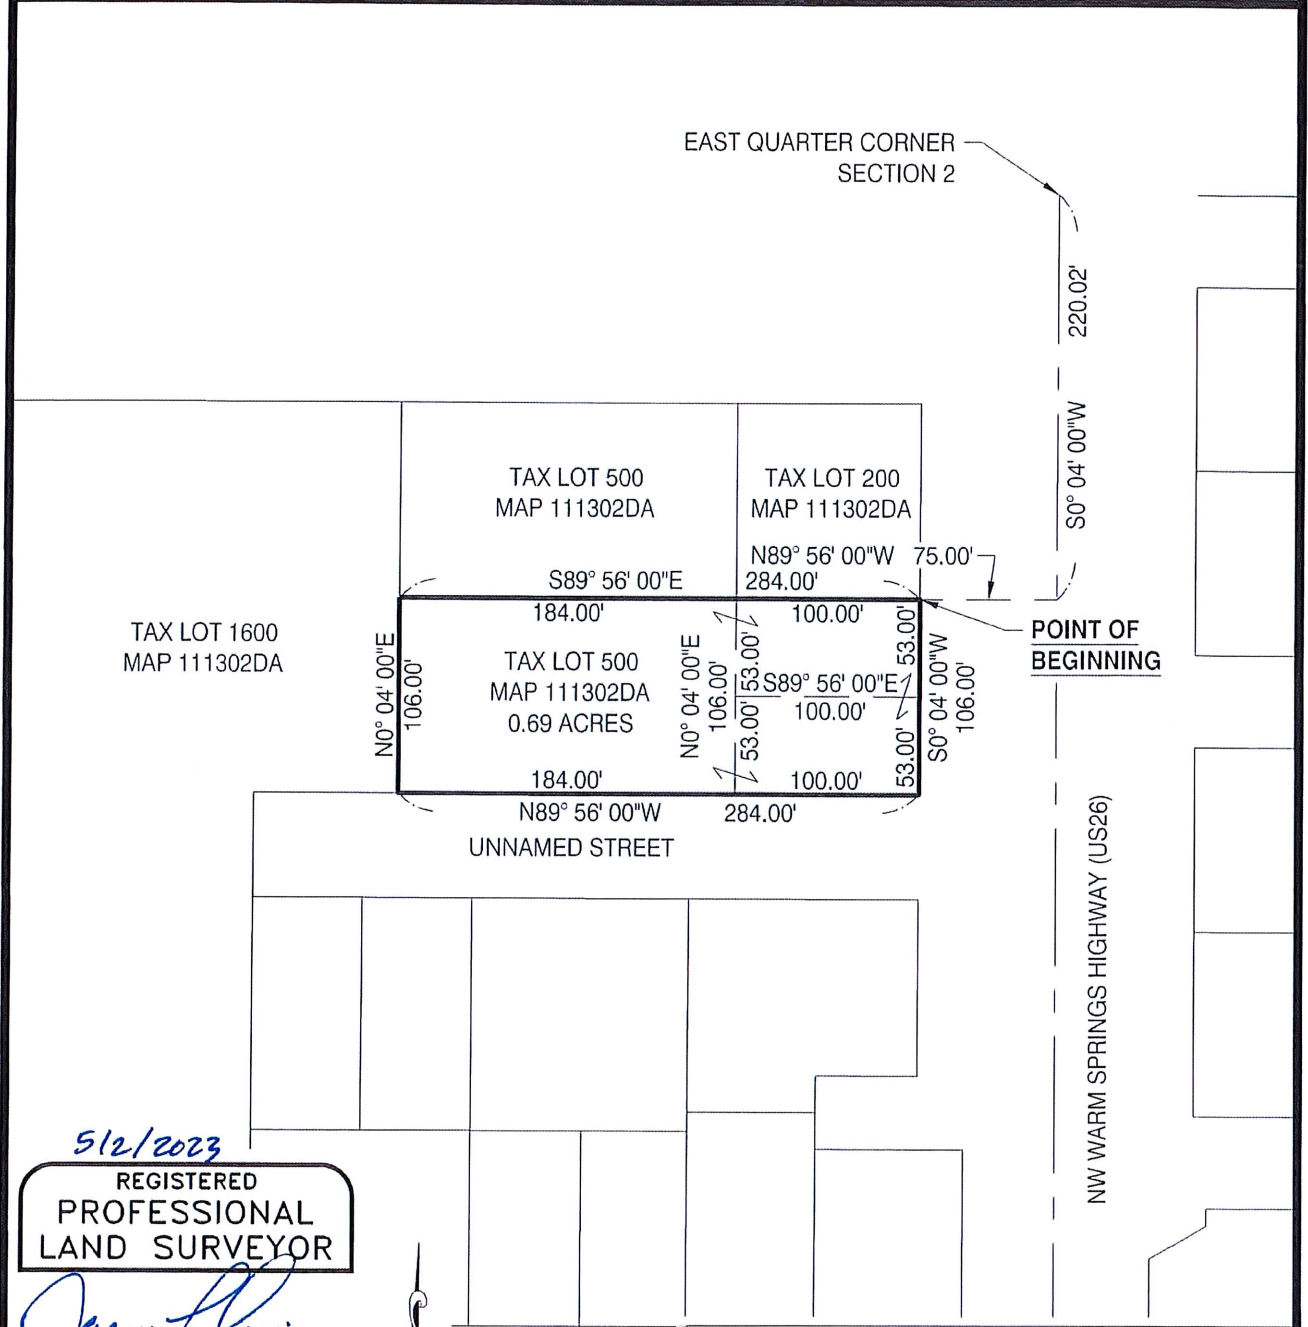 EAST QUARTER CORNER
SECTION 2
220.02'
S0° 04' 00"W
TAX LOT 500
MAP 111302DA
TAX LOT 200
MAP 111302DA
N89° 56' 00"W 75.00'
S89° 56' 00"E 284.00'
184.00'
100.00'
POINT OF
BEGINNING
TAX LOT 1600
MAP 111302DA
N0° 04' 00"E
106.00'
TAX LOT 500
MAP 111302DA
0.69 ACRES
N0° 04' 00"E
106.00'
53.00'
53.00'
S89° 56' 00"E
100.00'
53.00'
53.00'
S0° 04' 00"W
106.00'
184.00'
100.00'
N89° 56' 00"W 284.00'
UNNAMED STREET
NW WARM SPRINGS HIGHWAY (US26)
5/2/2023
REGISTERED
PROFESSIONAL
LAND SURVEYOR